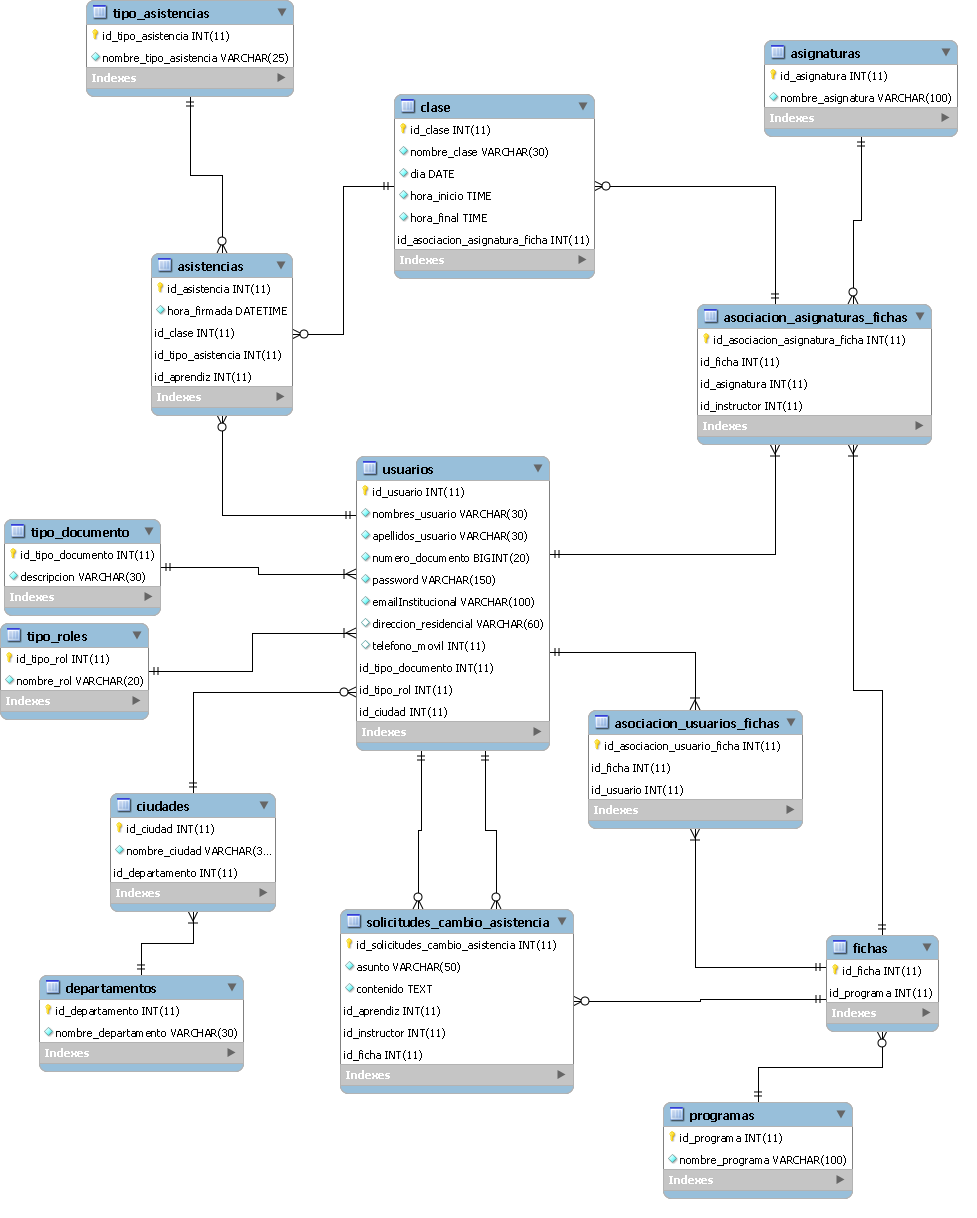 tipo_asistencias
id_tipo_asistencia INT(11)
nombre_tipo_asistencia VARCHAR(25)
Indexes
asignaturas
id_asignatura INT(11)
nombre_asignatura VARCHAR(100)
Indexes
clase
id_clase INT(11)
nombre_clase VARCHAR(30)
dia DATE
hora_inicio TIME
hora_final TIME
id_asociacion_asignatura_ficha INT(11)
Indexes
asistencias
id_asistencia INT(11)
hora_firmada DATETIME
id_clase INT(11)
id_tipo_asistencia INT(11)
id_aprendiz INT(11)
Indexes
asociacion_asignaturas_fichas
id_asociacion_asignatura_ficha INT(11)
id_ficha INT(11)
id_asignatura INT(11)
id_instructor INT(11)
Indexes
usuarios
id_usuario INT(11)
nombres_usuario VARCHAR(30)
apellidos_usuario VARCHAR(30)
numero_documento BIGINT(20)
password VARCHAR(150)
emailInstitucional VARCHAR(100)
direccion_residencial VARCHAR(60)
telefono_movil INT(11)
id_tipo_documento INT(11)
id_tipo_rol INT(11)
id_ciudad INT(11)
Indexes
tipo_documento
id_tipo_documento INT(11)
descripcion VARCHAR(30)
Indexes
tipo_roles
id_tipo_rol INT(11)
nombre_rol VARCHAR(20)
Indexes
asociacion_usuarios_fichas
id_asociacion_usuario_ficha INT(11)
id_ficha INT(11)
id_usuario INT(11)
Indexes
ciudades
id_ciudad INT(11)
nombre_ciudad VARCHAR(3...
id_departamento INT(11)
Indexes
solicitudes_cambio_asistencia
id_solicitudes_cambio_asistencia INT(11)
asunto VARCHAR(50)
contenido TEXT
id_aprendiz INT(11)
id_instructor INT(11)
id_ficha INT(11)
Indexes
fichas
id_ficha INT(11)
id_programa INT(11)
Indexes
departamentos
id_departamento INT(11)
nombre_departamento VARCHAR(30)
Indexes
programas
id_programa INT(11)
nombre_programa VARCHAR(100)
Indexes